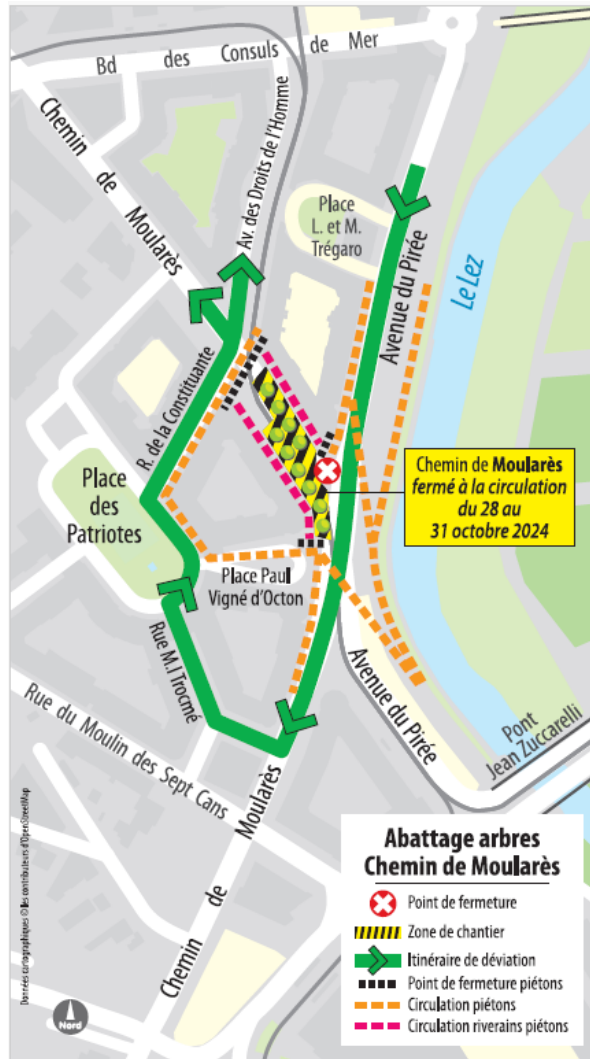 Bd des Consuls de Mer
Chemin de Moularès
Av. des Droits de l'Homme
Place
L. et M.
Trégaro
Avenue du Pirée
Le Lez
R. de la Constituante
Chemin de Moularès
fermé à la circulation
du 28 au
31 octobre 2024
Place
des
Patriotes
Place Paul
Vigné d'Octon
Rue M.I Trocmé
Avenue du Pirée
Rue du Moulin des Sept Cans
Pont
Jean Zuccarelli
Chemin de Moularès
Abattage arbres
Chemin de Moularès
Point de fermeture
Zone de chantier
Itinéraire de déviation
Point de fermeture piétons
Circulation piétons
Circulation riverains piétons
Données cartographiques © les contributeurs d'OpenStreetMap
Nord